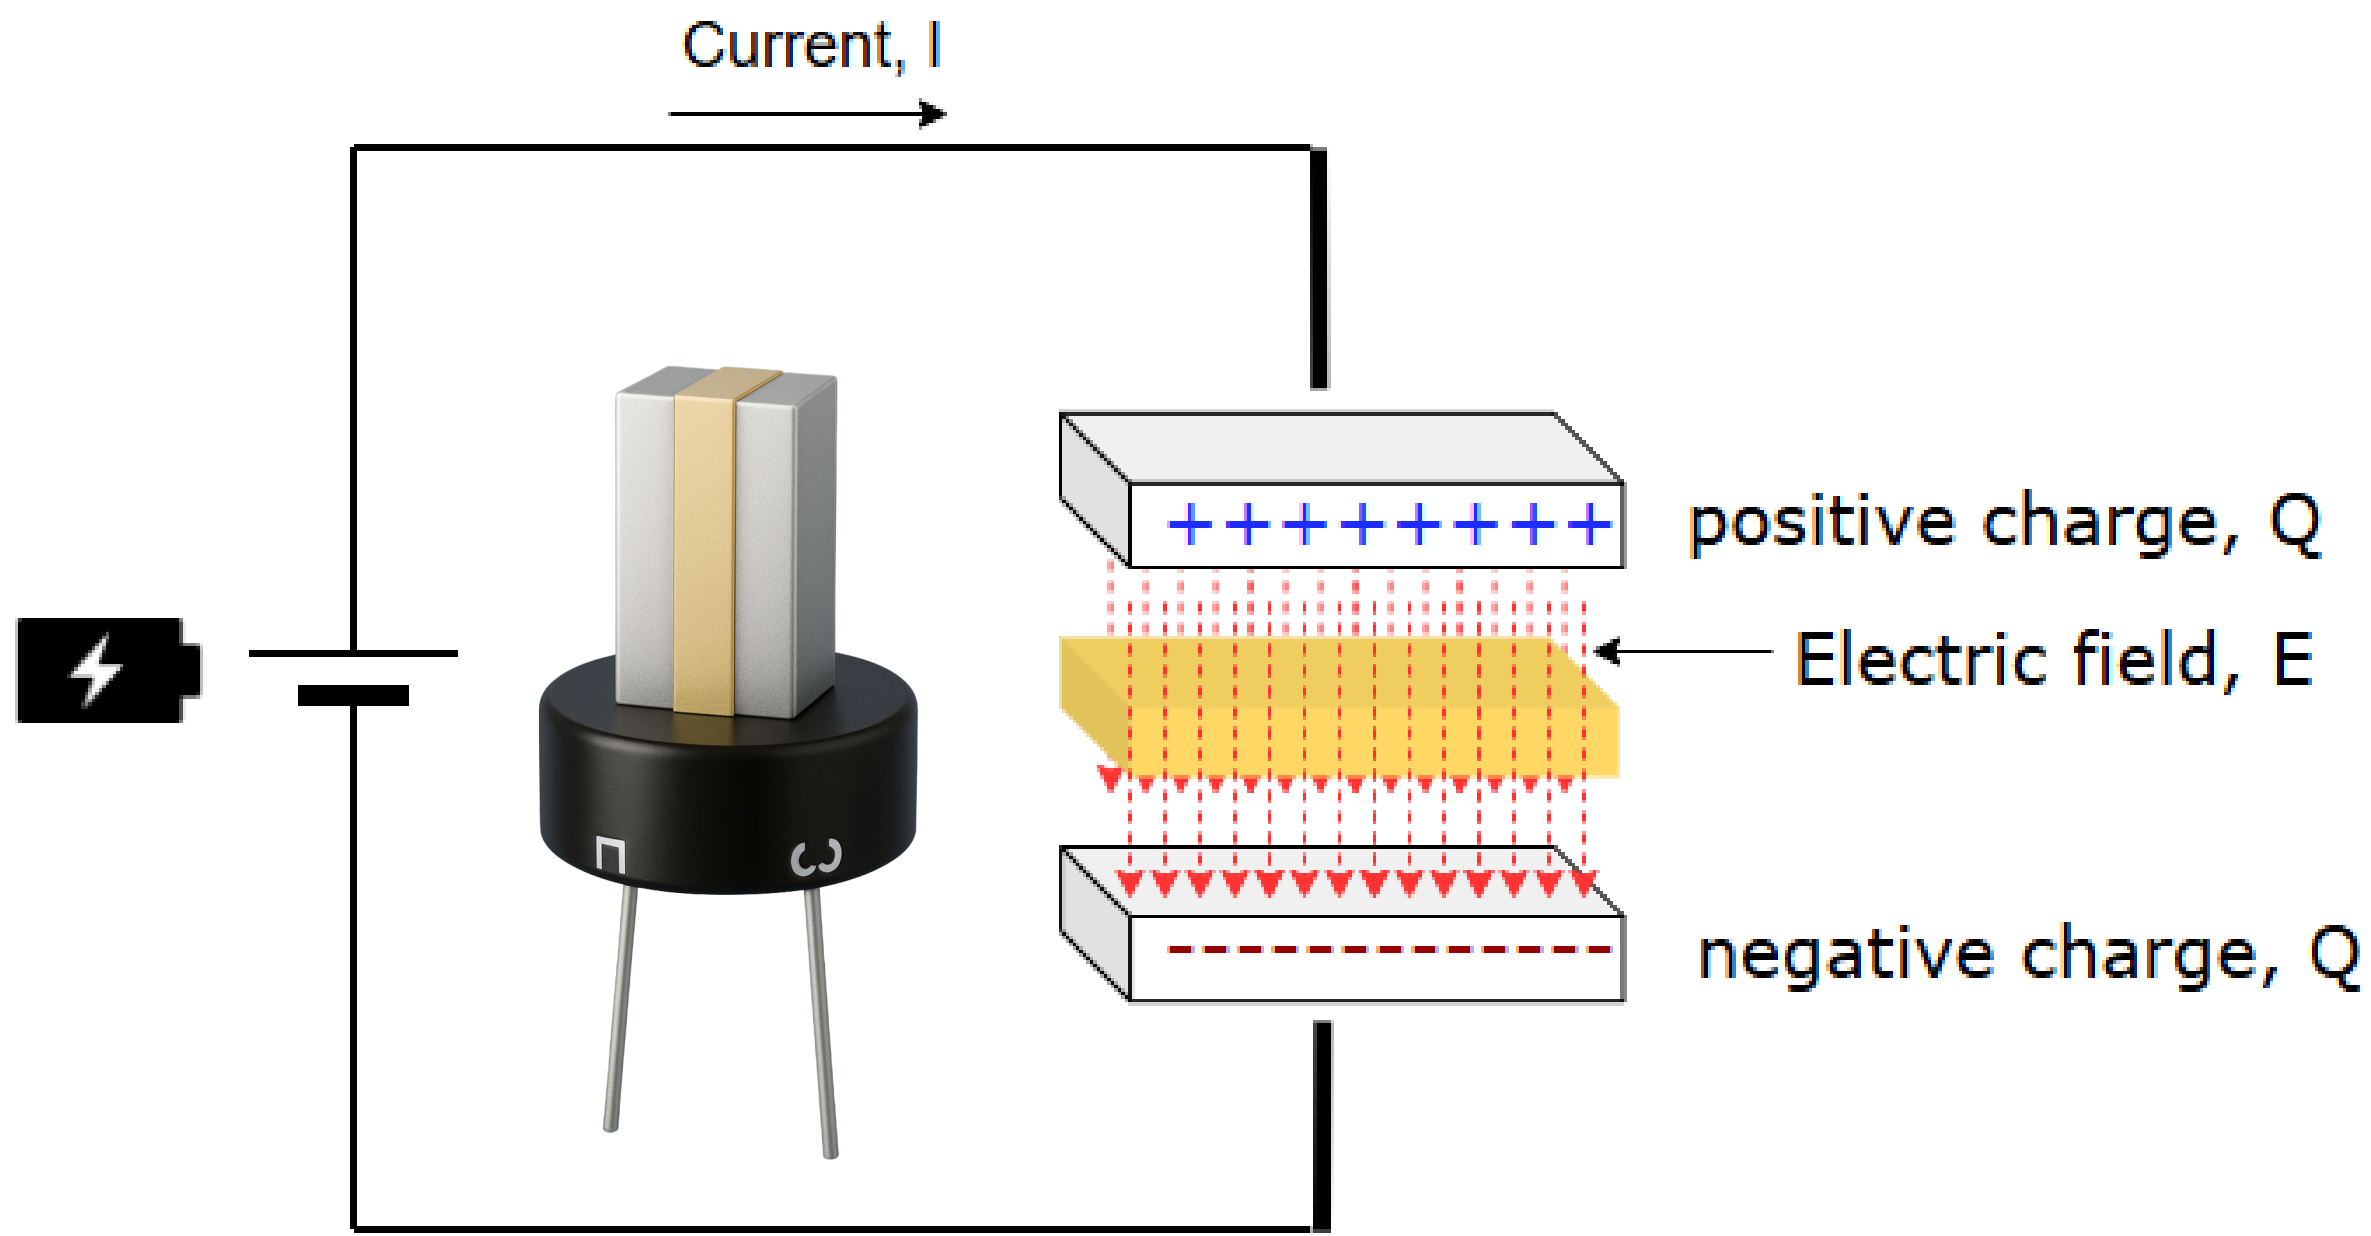 Current, I
positive charge, Q
+ + + + + + + +
Electric field, E
negative charge, Q
- - - - - - - - - - - - -